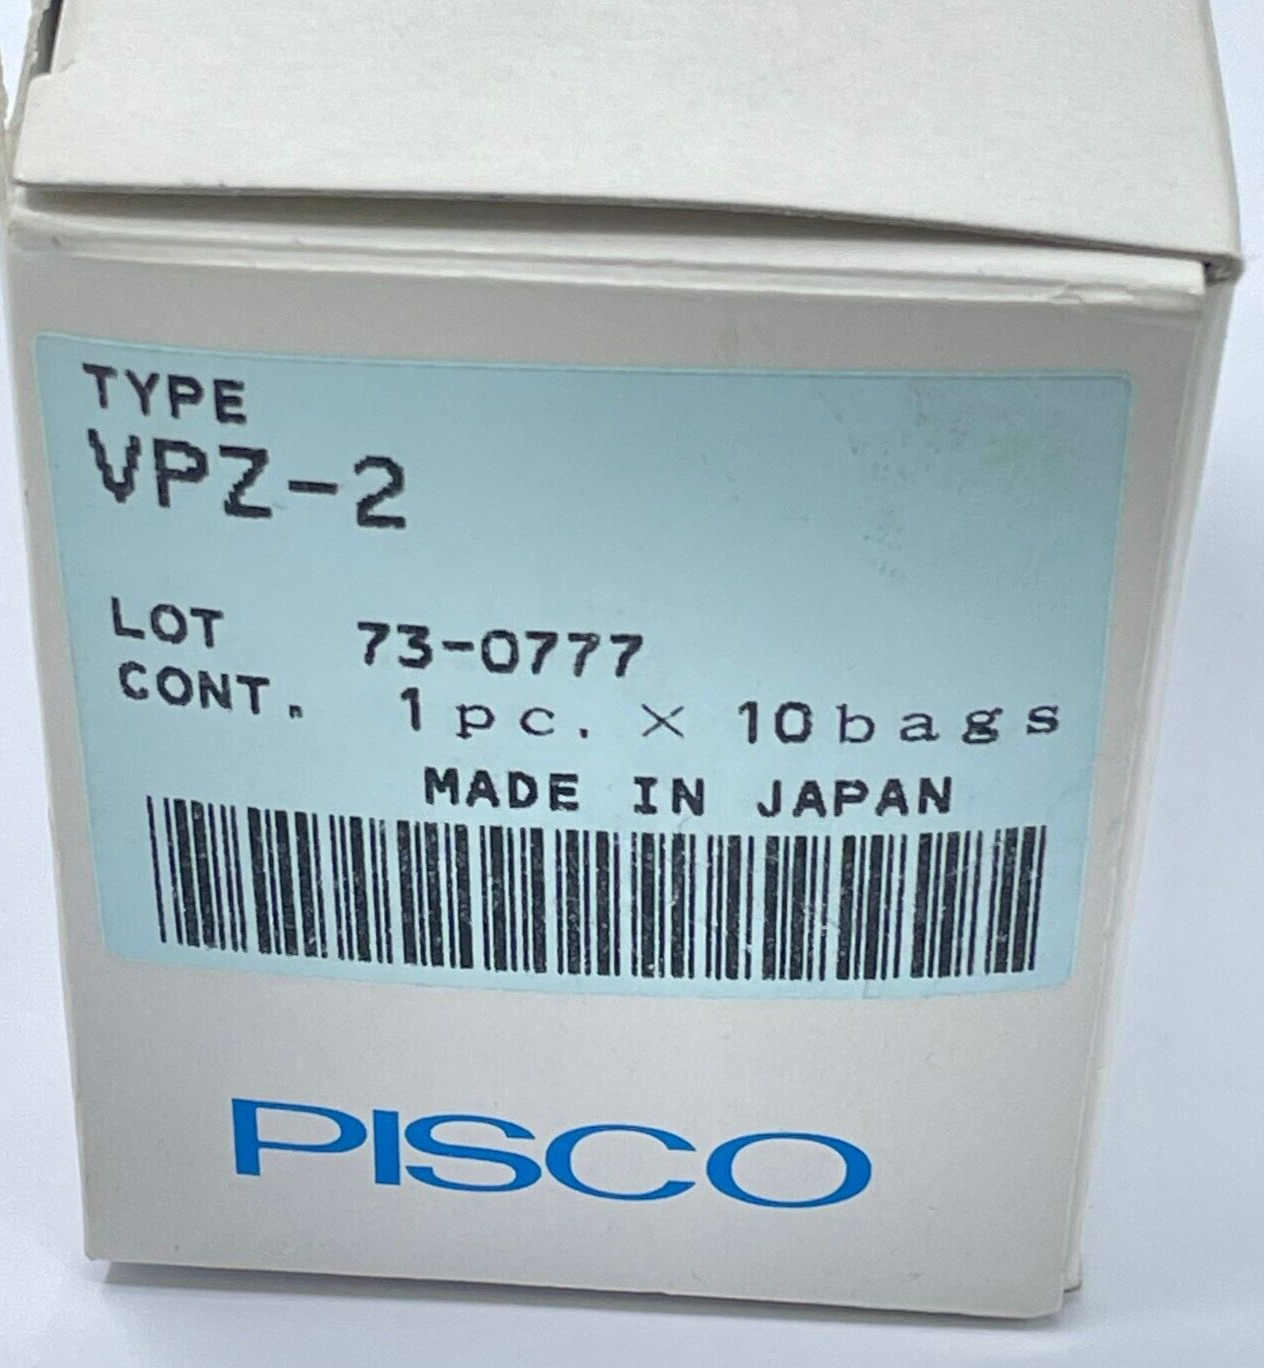 TYPE
VPZ-2
LOT 73-0777
CONT. 1pc. × 10bags
MADE IN JAPAN
PISCO